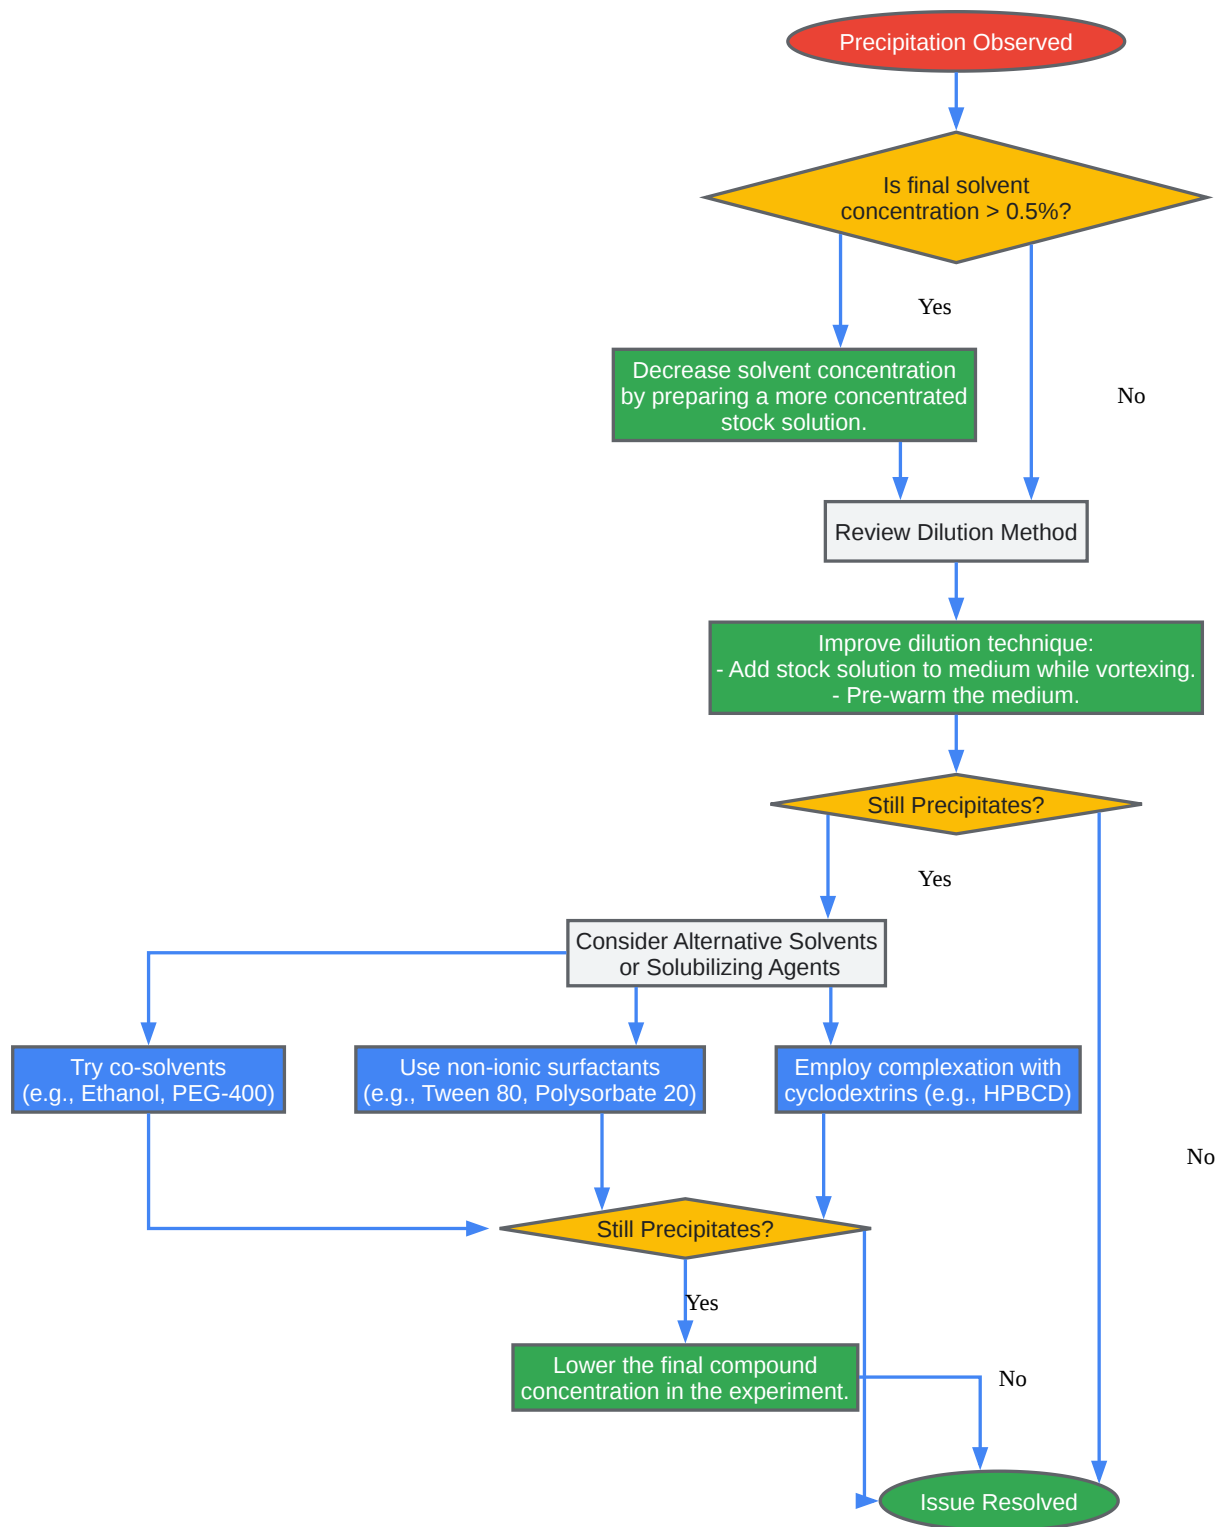 Precipitation Observed
Is final solvent
concentration > 0.5%?
Yes
Decrease solvent concentration
by preparing a more concentrated
stock solution.
No
Review Dilution Method
Improve dilution technique:
- Add stock solution to medium while vortexing.
- Pre-warm the medium.
Still Precipitates?
Yes
Consider Alternative Solvents
or Solubilizing Agents
Try co-solvents
(e.g., Ethanol, PEG-400)
Use non-ionic surfactants
(e.g., Tween 80, Polysorbate 20)
Employ complexation with
cyclodextrins (e.g., HPBCD)
No
Still Precipitates?
Yes
Lower the final compound
concentration in the experiment.
No
Issue Resolved